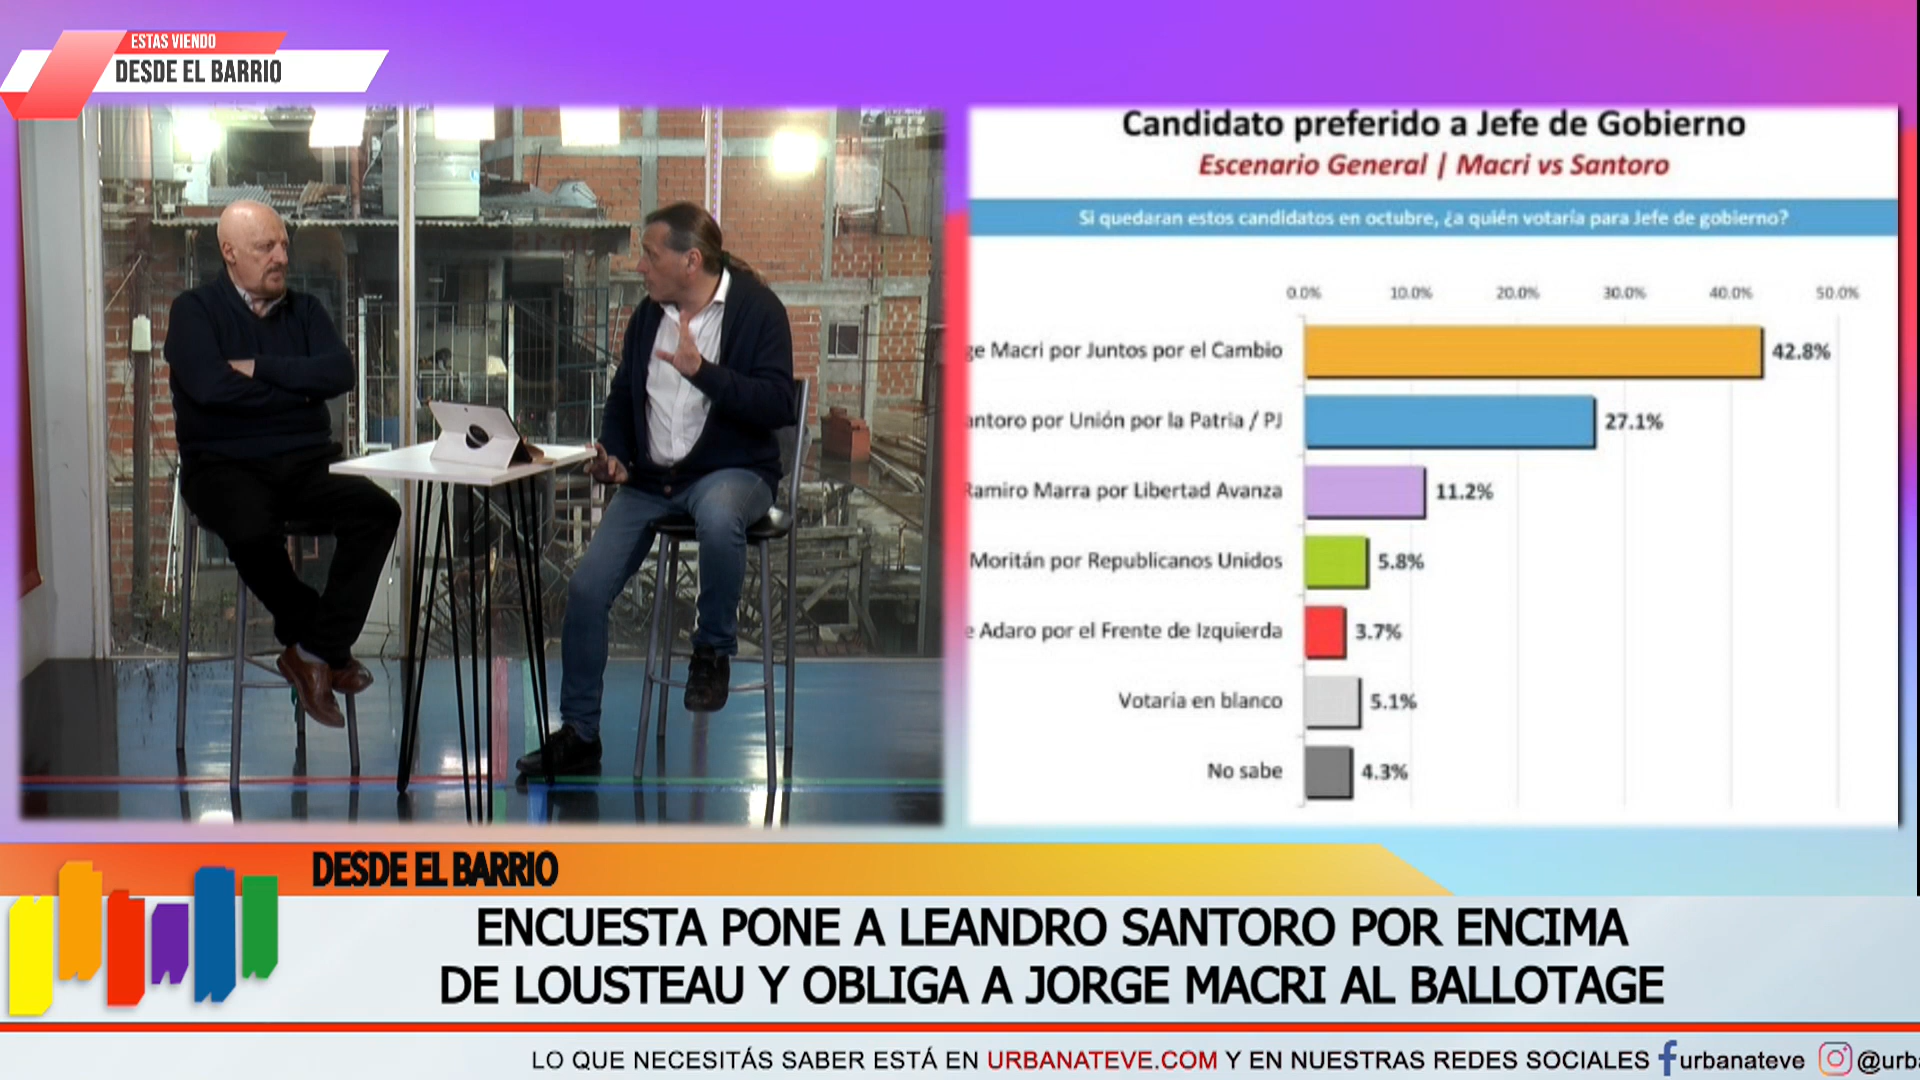 ESTAS VIENDO
DESDE EL BARRIO
Candidato preferido a Jefe de Gobierno
Escenario General | Macri vs Santoro
Si quedaran estos candidatos en octubre, ¿a quién votaría para Jefe de gobierno?
0.0% 10.0% 20.0% 30.0% 40.0% 50.0%
ge Macri por Juntos por el Cambio 42.8%
antoro por Unión por la Patria / PJ 27.1%
Ramiro Marra por Libertad Avanza 11.2%
Moritán por Republicanos Unidos 5.8%
e Adaro por el Frente de Izquierda 3.7%
Votaría en blanco 5.1%
No sabe 4.3%
DESDE EL BARRIO
ENCUESTA PONE A LEANDRO SANTORO POR ENCIMA
DE LOUSTEAU Y OBLIGA A JORGE MACRI AL BALLOTAGE
LO QUE NECESITÁS SABER ESTÁ EN URBANATEVE.COM Y EN NUESTRAS REDES SOCIALES urbanateve @urb